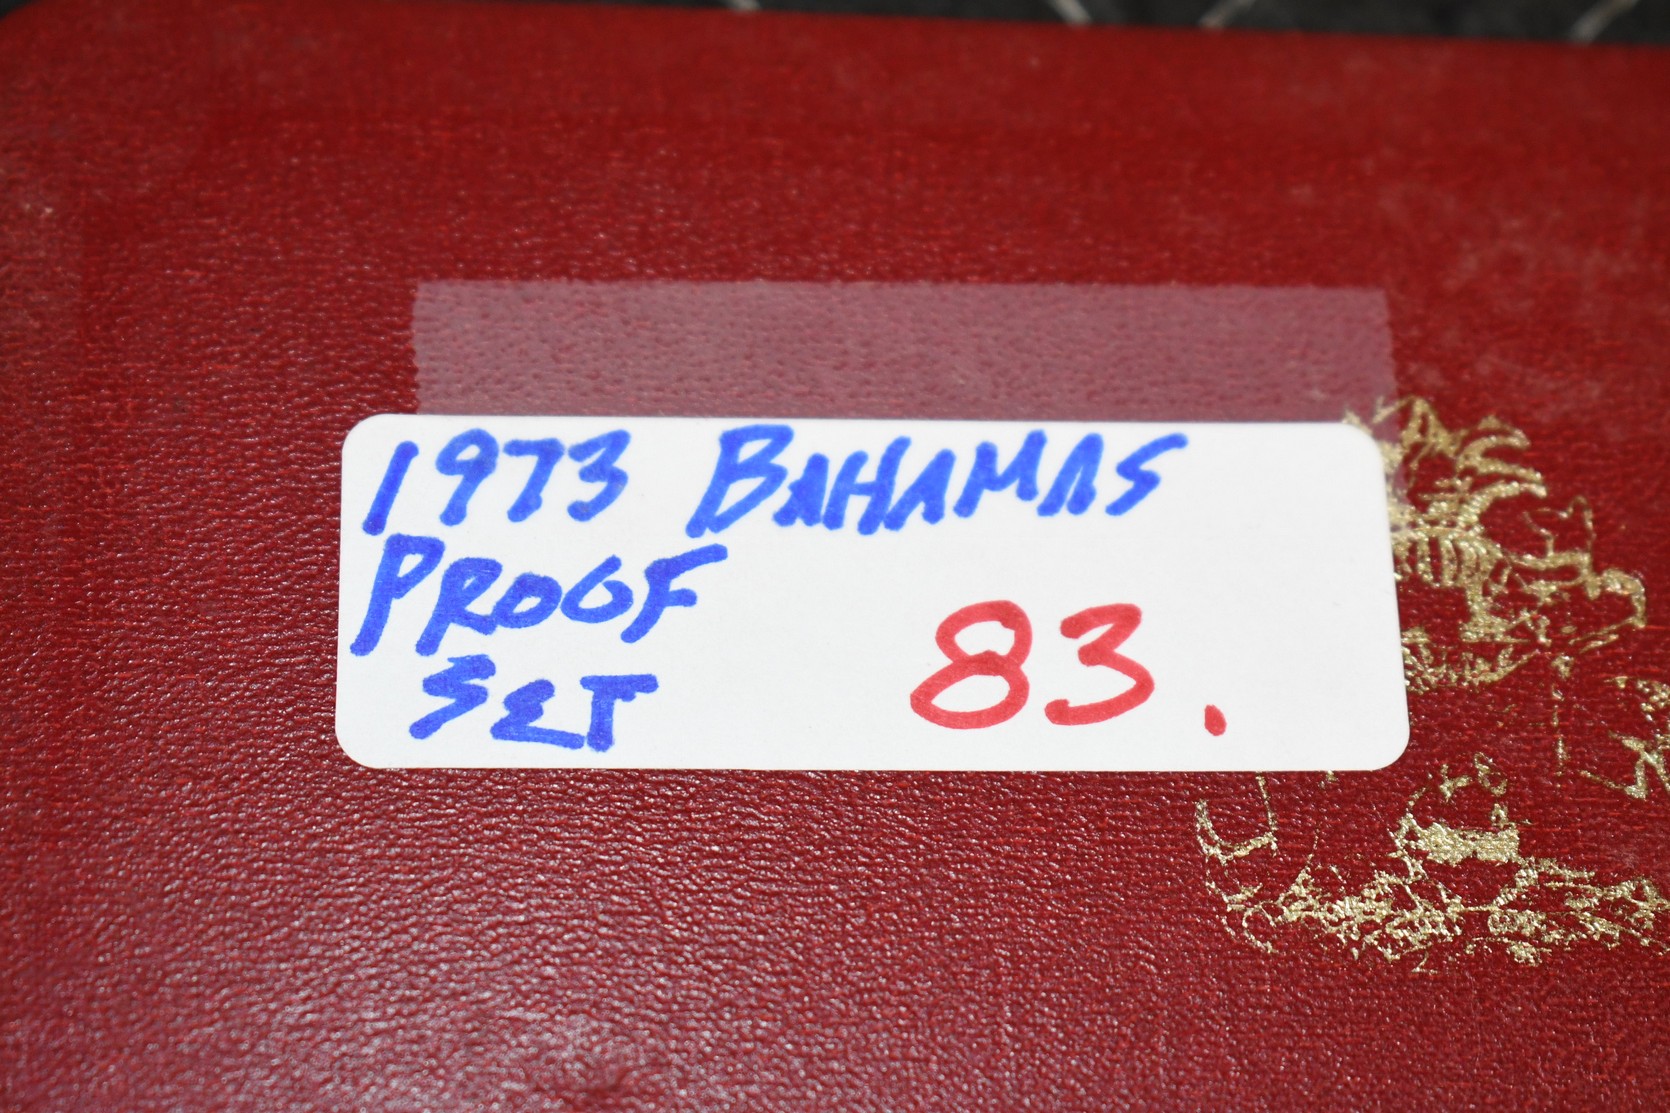 1973 BAHAMAS
PROOF
SET
83.